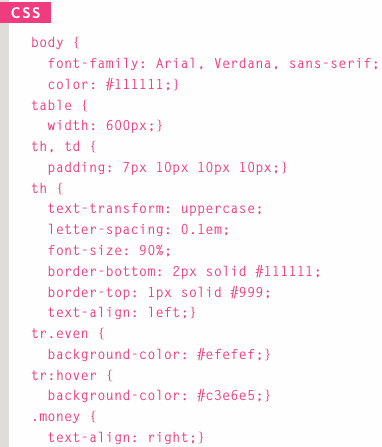 CSS
body {
font-family: Arial, Verdana, sans-serif;
color: #111111;}
table {
width: 600px;}
th, td {
padding: 7px 10px 10px 10px;}
th {
text-transform: uppercase;
letter-spacing: 0.1em;
font-size: 90%;
border-bottom: 2px solid #111111;
border-top: 1px solid #999;
text-align: left;}
tr.even {
background-color: #efefef;}
tr:hover {
background-color: #c3e6e5;}
.money {
text-align: right;}